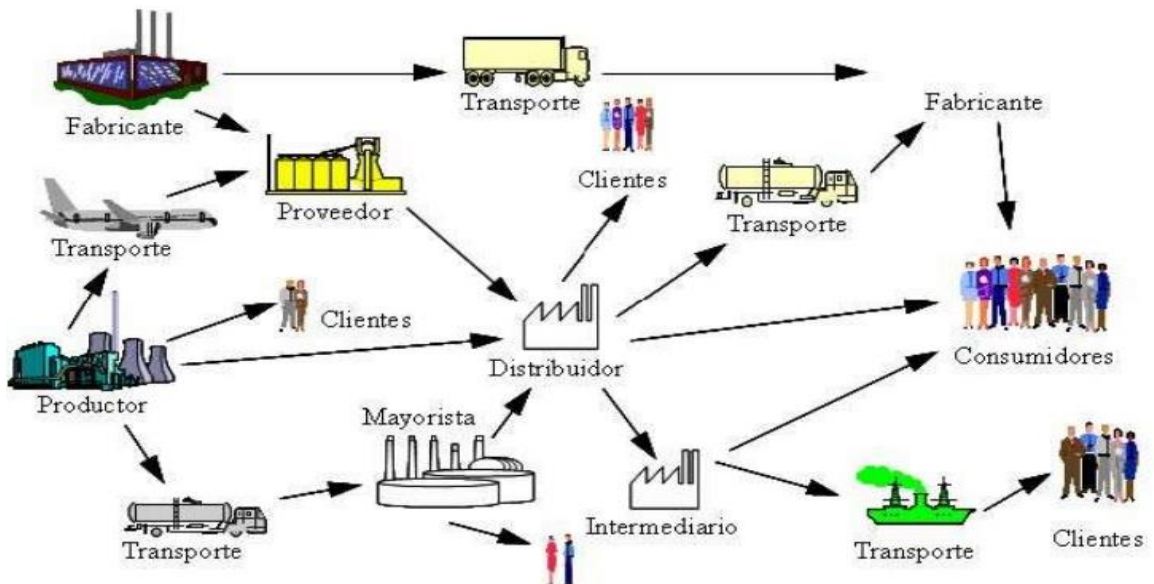 Transporte
Fabricante
Fabricante
Clientes
Proveedor
Transporte
Transporte
Clientes
Distribuidor
Consumidores
Productor
Mayorista
Intermediario
Transporte
Transporte
Clientes